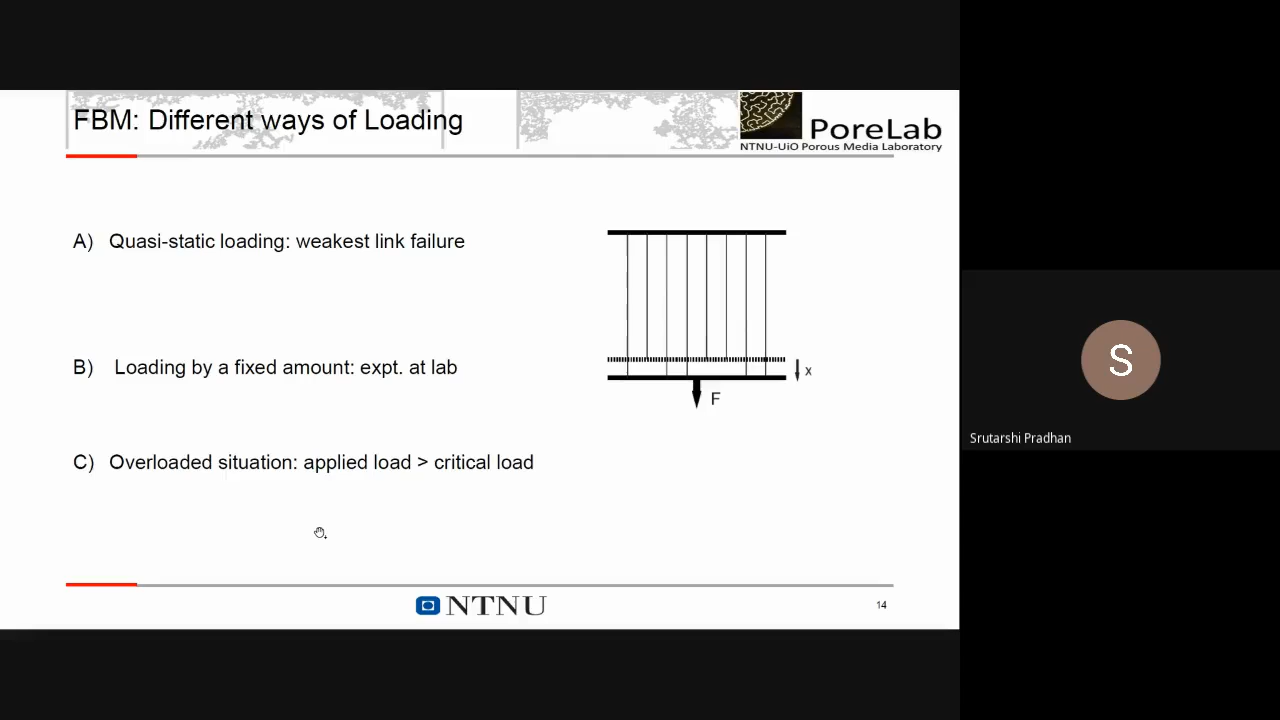 FBM: Different ways of Loading
PoreLab
NTNU-UiO Porous Media Laboratory
A) Quasi-static loading: weakest link failure
B) Loading by a fixed amount: expt. at lab
x
F
C) Overloaded situation: applied load > critical load
NTNU
14
S
Srutarshi Pradhan